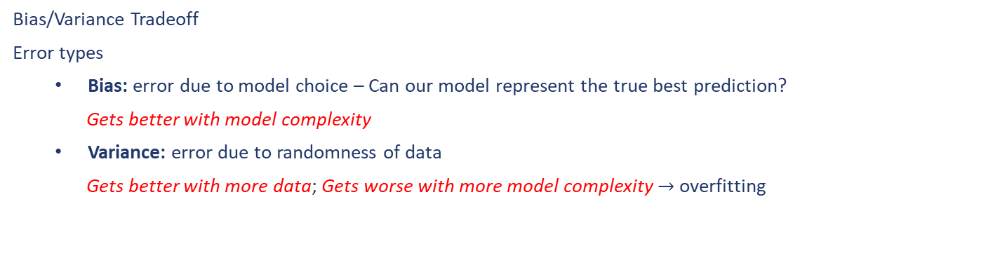 Bias/Variance Tradeoff
Error types
• Bias: error due to model choice – Can our model represent the true best prediction?
Gets better with model complexity
• Variance: error due to randomness of data
Gets better with more data; Gets worse with more model complexity → overfitting